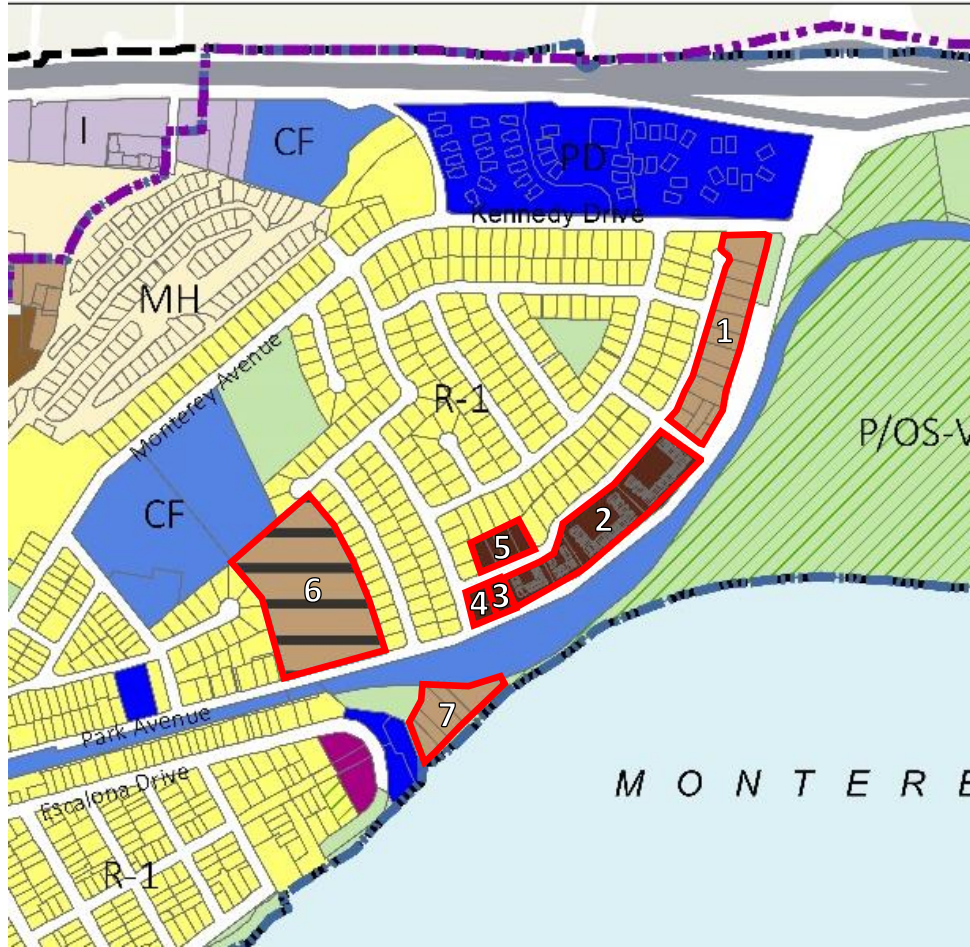 I
CF
PD
Kennedy Drive
MH
1
Monterey Avenue
R-1
P/OS-V
CF
2
5
6
4
3
7
Park Avenue
M O N T E R E
Escalona Drive
R-1